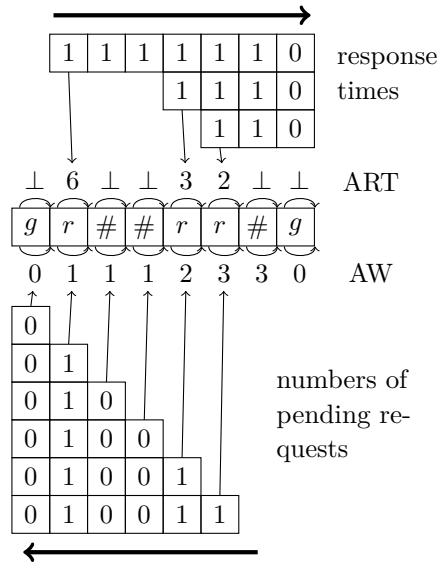 1 1 1 1 1 1 0 response
1 1 1 0 times
1 1 0
⊥ 6 ⊥ ⊥ 3 2 ⊥ ⊥ ART
g r # # r r # g
0 1 1 1 2 3 3 0 AW
0
0 1
0 1 0
0 1 0 0
0 1 0 0 1
0 1 0 0 1 1
numbers of
pending re-
quests